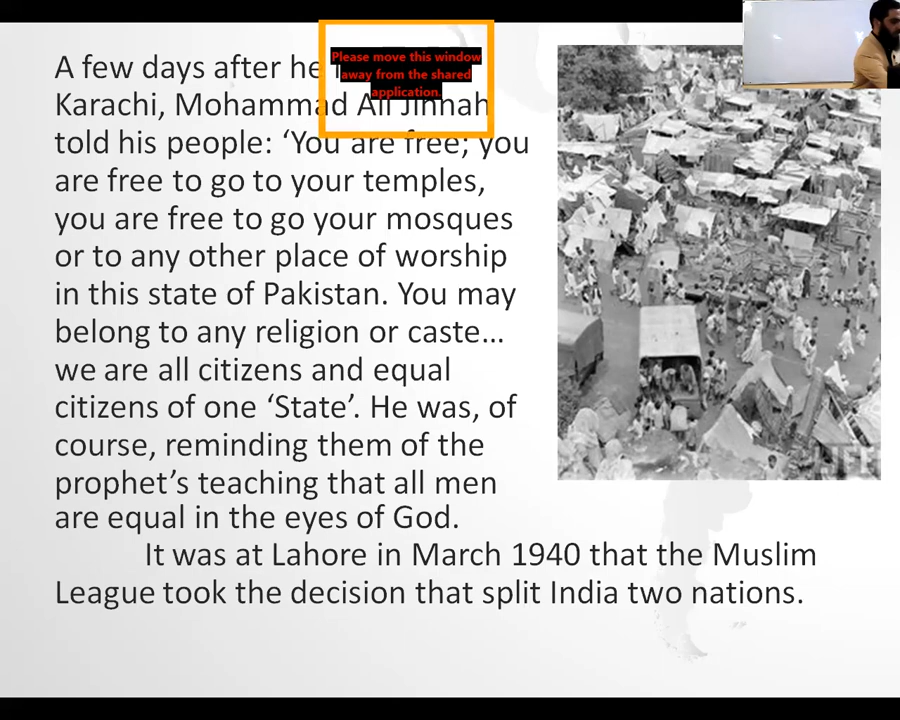 A few days after he
Please move this window
away from the shared
application.
Karachi, Mohammad Ali Jinnah
told his people: ‘You are free; you
are free to go to your temples,
you are free to go your mosques
or to any other place of worship
in this state of Pakistan. You may
belong to any religion or caste…
we are all citizens and equal
citizens of one ‘State’. He was, of
course, reminding them of the
prophet’s teaching that all men
are equal in the eyes of God.
It was at Lahore in March 1940 that the Muslim
League took the decision that split India two nations.
LIFE